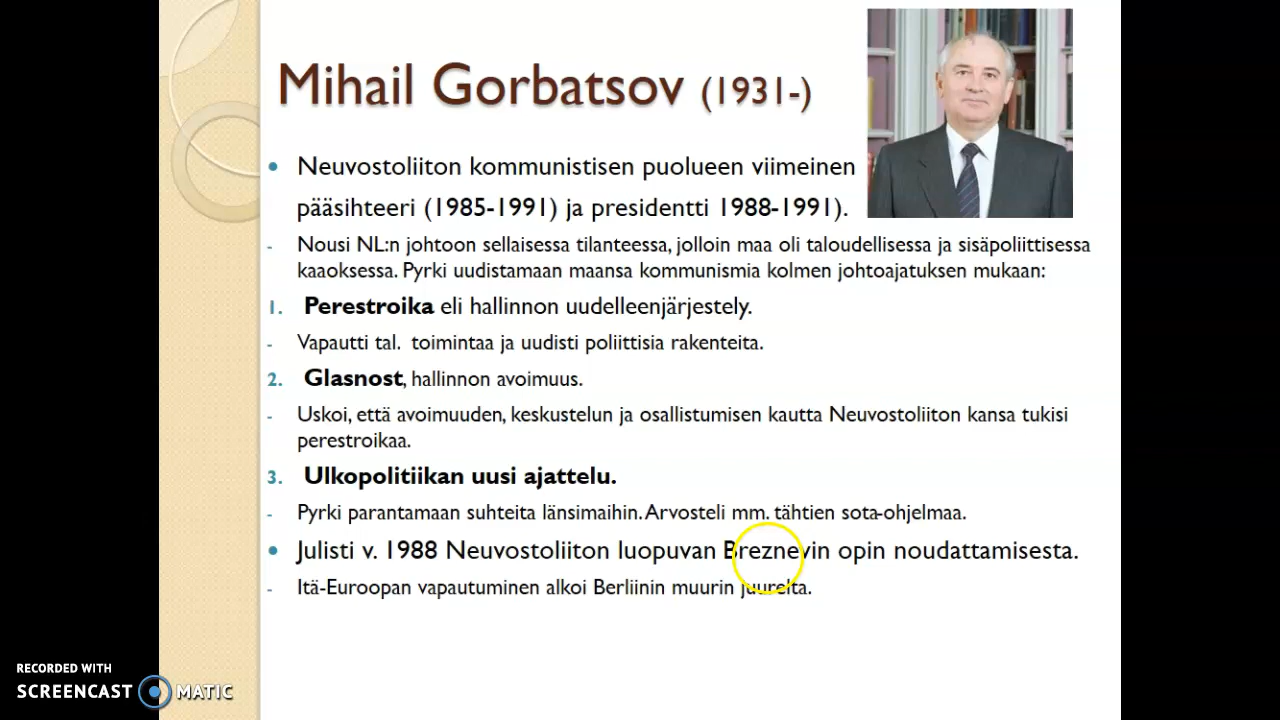 Mihail Gorbatsov (1931-)
• Neuvostoliiton kommunistisen puolueen viimeinen
pääsihteeri (1985-1991) ja presidentti 1988-1991).
- Nousi NL:n johtoon sellaisessa tilanteessa, jolloin maa oli taloudellisessa ja sisäpoliittisessa
kaaoksessa. Pyrki uudistamaan maansa kommunismia kolmen johtoajatuksen mukaan:
1. Perestroika eli hallinnon uudelleenjärjestely.
- Vapautti tal. toimintaa ja uudisti poliittisia rakenteita.
2. Glasnost, hallinnon avoimuus.
- Uskoi, että avoimuuden, keskustelun ja osallistumisen kautta Neuvostoliiton kansa tukisi
perestroikaa.
3. Ulkopolitiikan uusi ajattelu.
- Pyrki parantamaan suhteita länsimaihin. Arvosteli mm. tähtien sota-ohjelmaa.
• Julisti v. 1988 Neuvostoliiton luopuvan Breznevin opin noudattamisesta.
- Itä-Euroopan vapautuminen alkoi Berliinin muurin juurelta.
RECORDED WITH
SCREENCAST MATIC